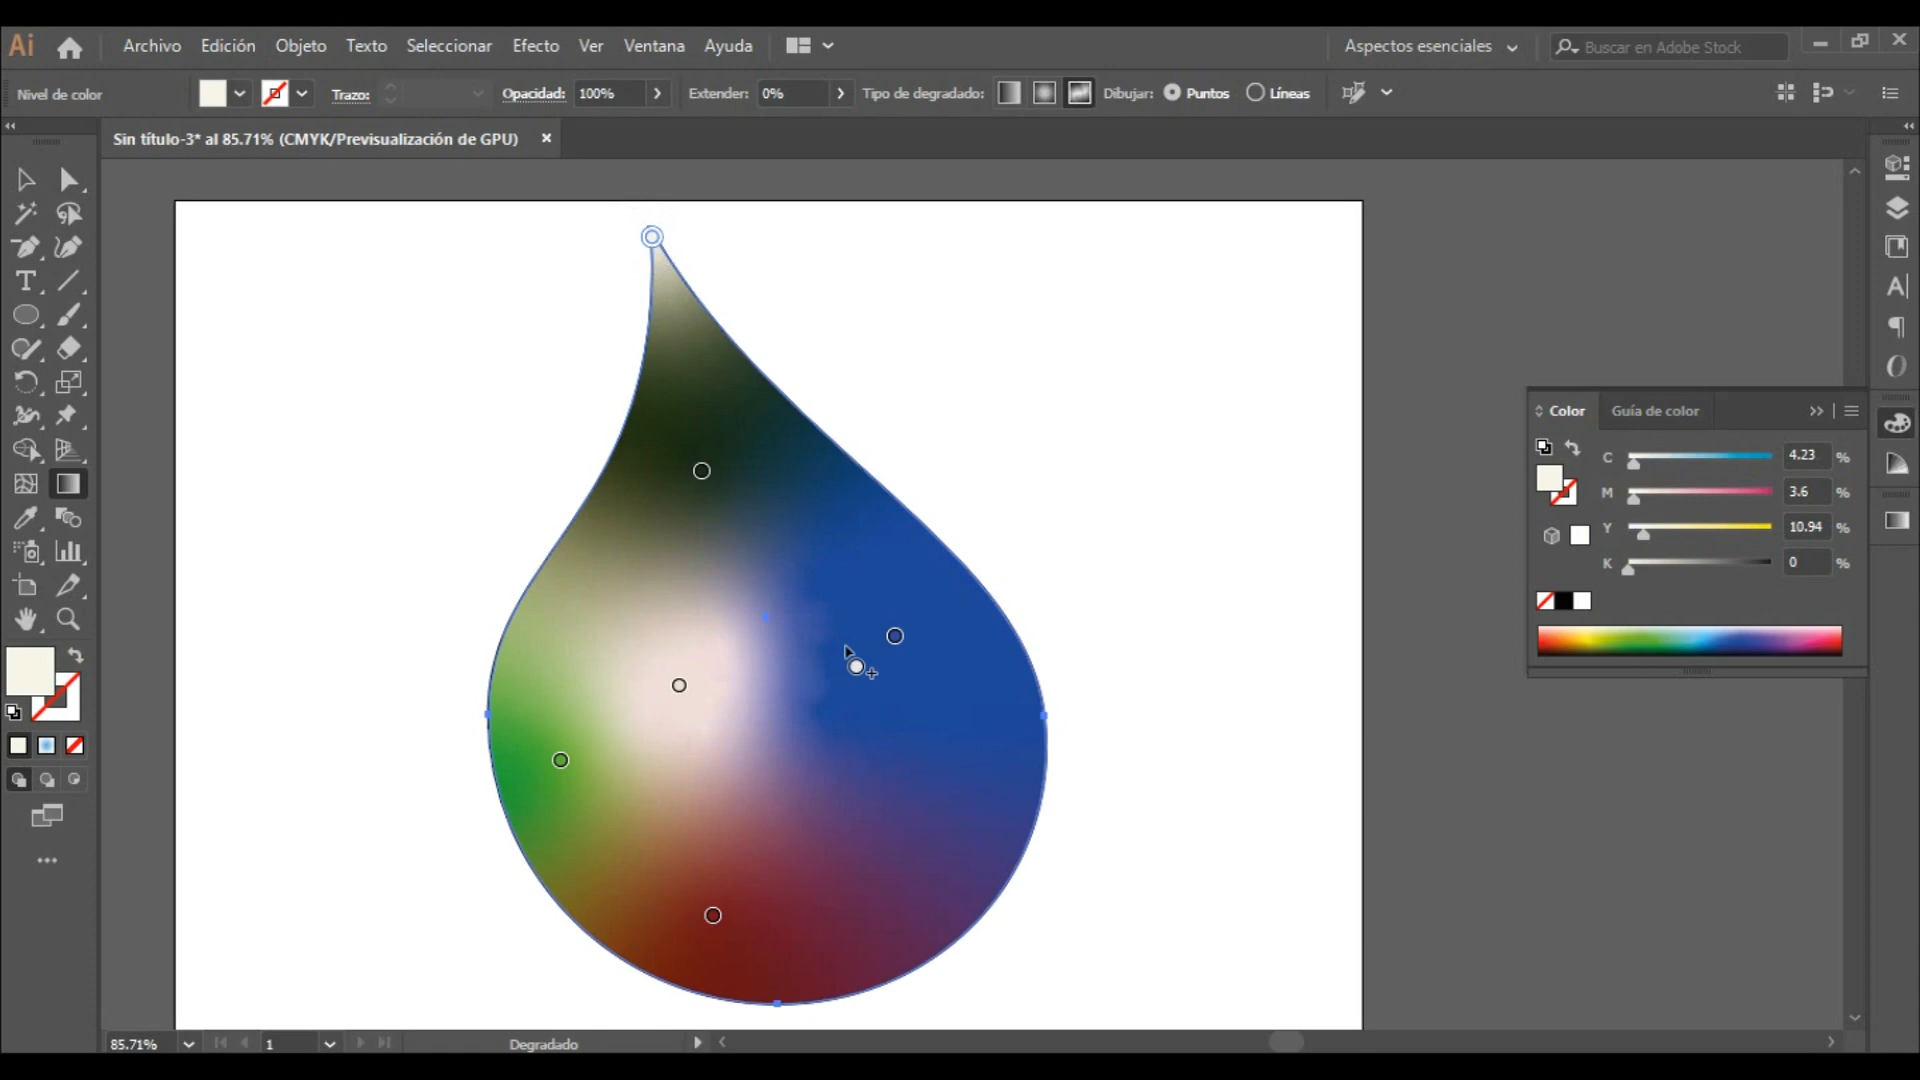 Ai Archivo Edición Objeto Texto Seleccionar Efecto Ver Ventana Ayuda Aspectos esenciales Buscar en Adobe Stock
Nivel de color Trazo: Opacidad: 100% Extender: 0% Tipo de degradado: Dibujar: Puntos Líneas
Sin título-3* al 85.71% (CMYK/Previsualización de GPU)
Color Guía de color
C 4.23 %
M 3.6 %
Y 10.94 %
K 0 %
85.71% 1 Degradado